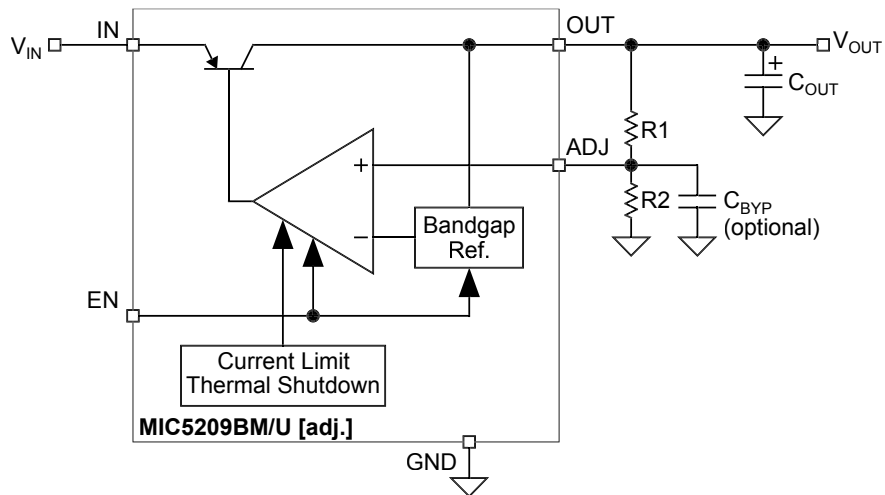 IN
OUT
VIN
VOUT
+
COUT
R1
ADJ
+
R2
CBYP
(optional)
–
Bandgap
Ref.
EN
Current Limit
Thermal Shutdown
MIC5209BM/U [adj.]
GND